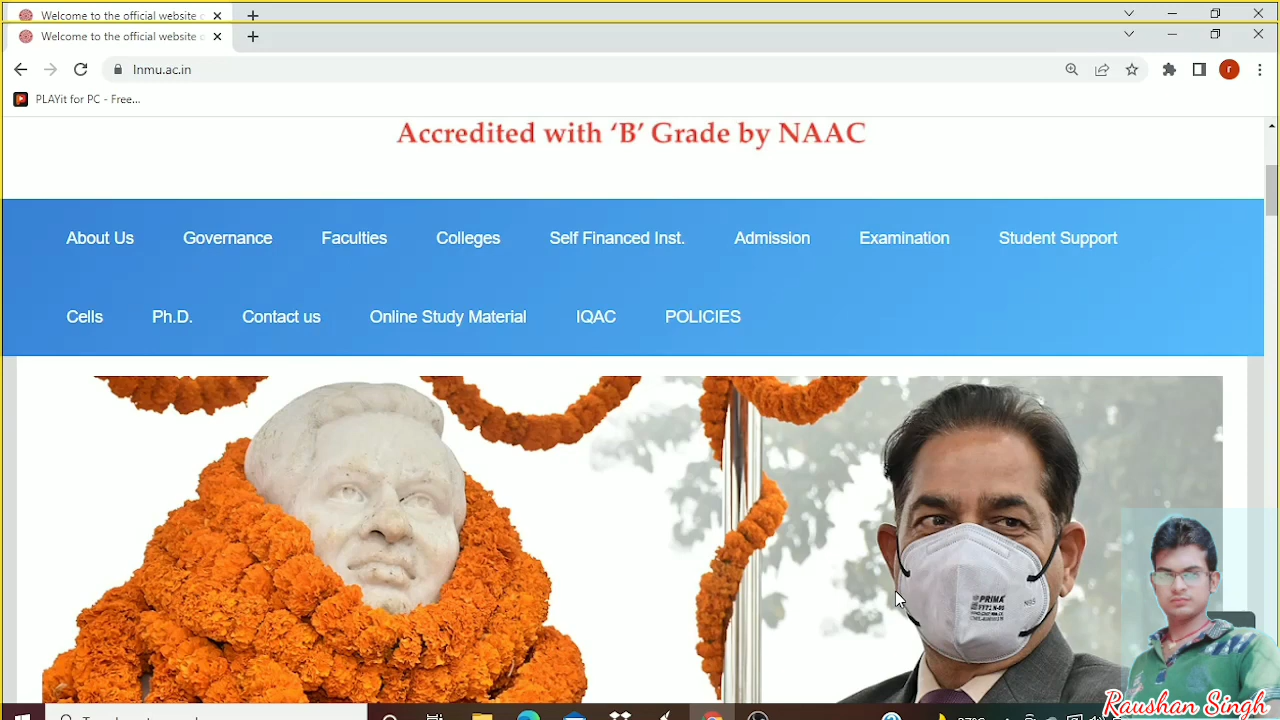 Welcome to the official website
Welcome to the official website
lnmu.ac.in
r
PLAYit for PC - Free...
Accredited with ‘B’ Grade by NAAC
About Us Governance Faculties Colleges Self Financed Inst. Admission Examination Student Support
Cells Ph.D. Contact us Online Study Material IQAC POLICIES
PRIMA
Raushan Singh